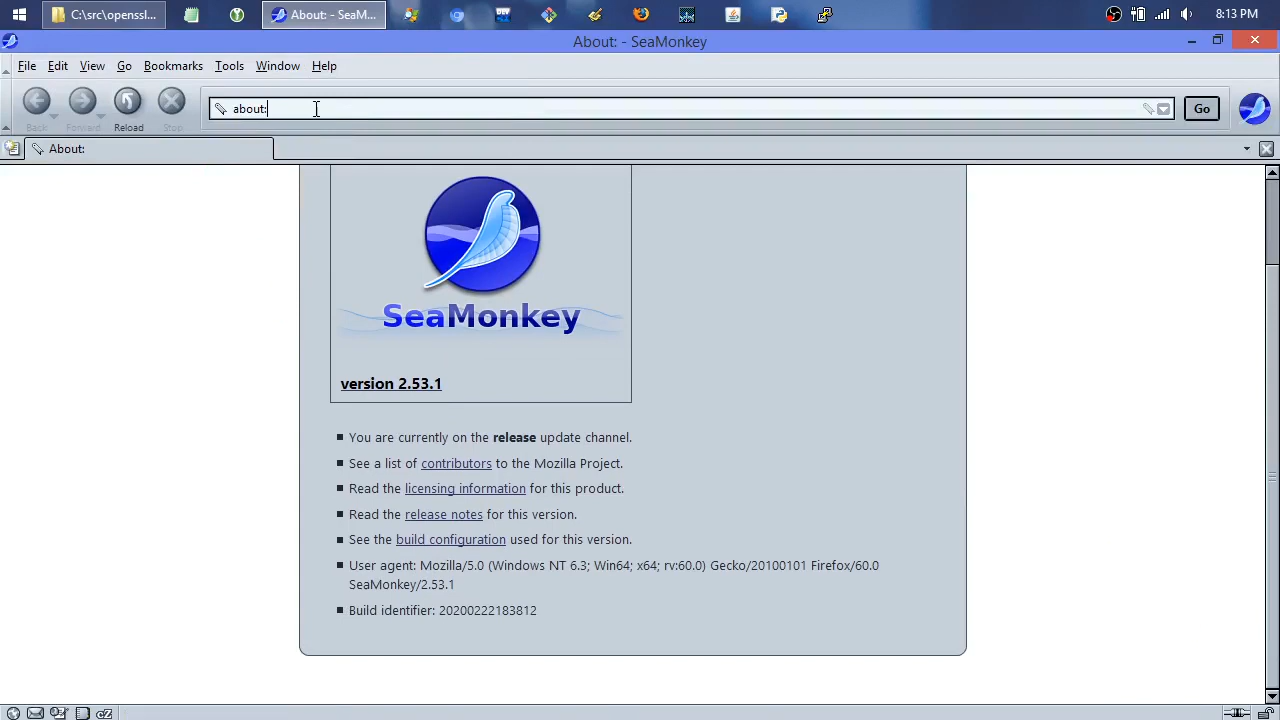 C:\src\openssl...
About: - SeaM...
8:13 PM
About: - SeaMonkey
File Edit View Go Bookmarks Tools Window Help
about:
Go
Back Forward Reload Stop
About:
SeaMonkey
version 2.53.1
You are currently on the release update channel.
See a list of contributors to the Mozilla Project.
Read the licensing information for this product.
Read the release notes for this version.
See the build configuration used for this version.
User agent: Mozilla/5.0 (Windows NT 6.3; Win64; x64; rv:60.0) Gecko/20100101 Firefox/60.0
SeaMonkey/2.53.1
Build identifier: 20200222183812
cZ